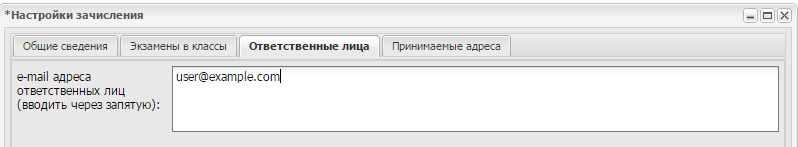 *Настройки зачисления
Общие сведения Экзамены в классы Ответственные лица Принимаемые адреса
e-mail адреса user@example.com
ответственных лиц
(вводить через запятую):